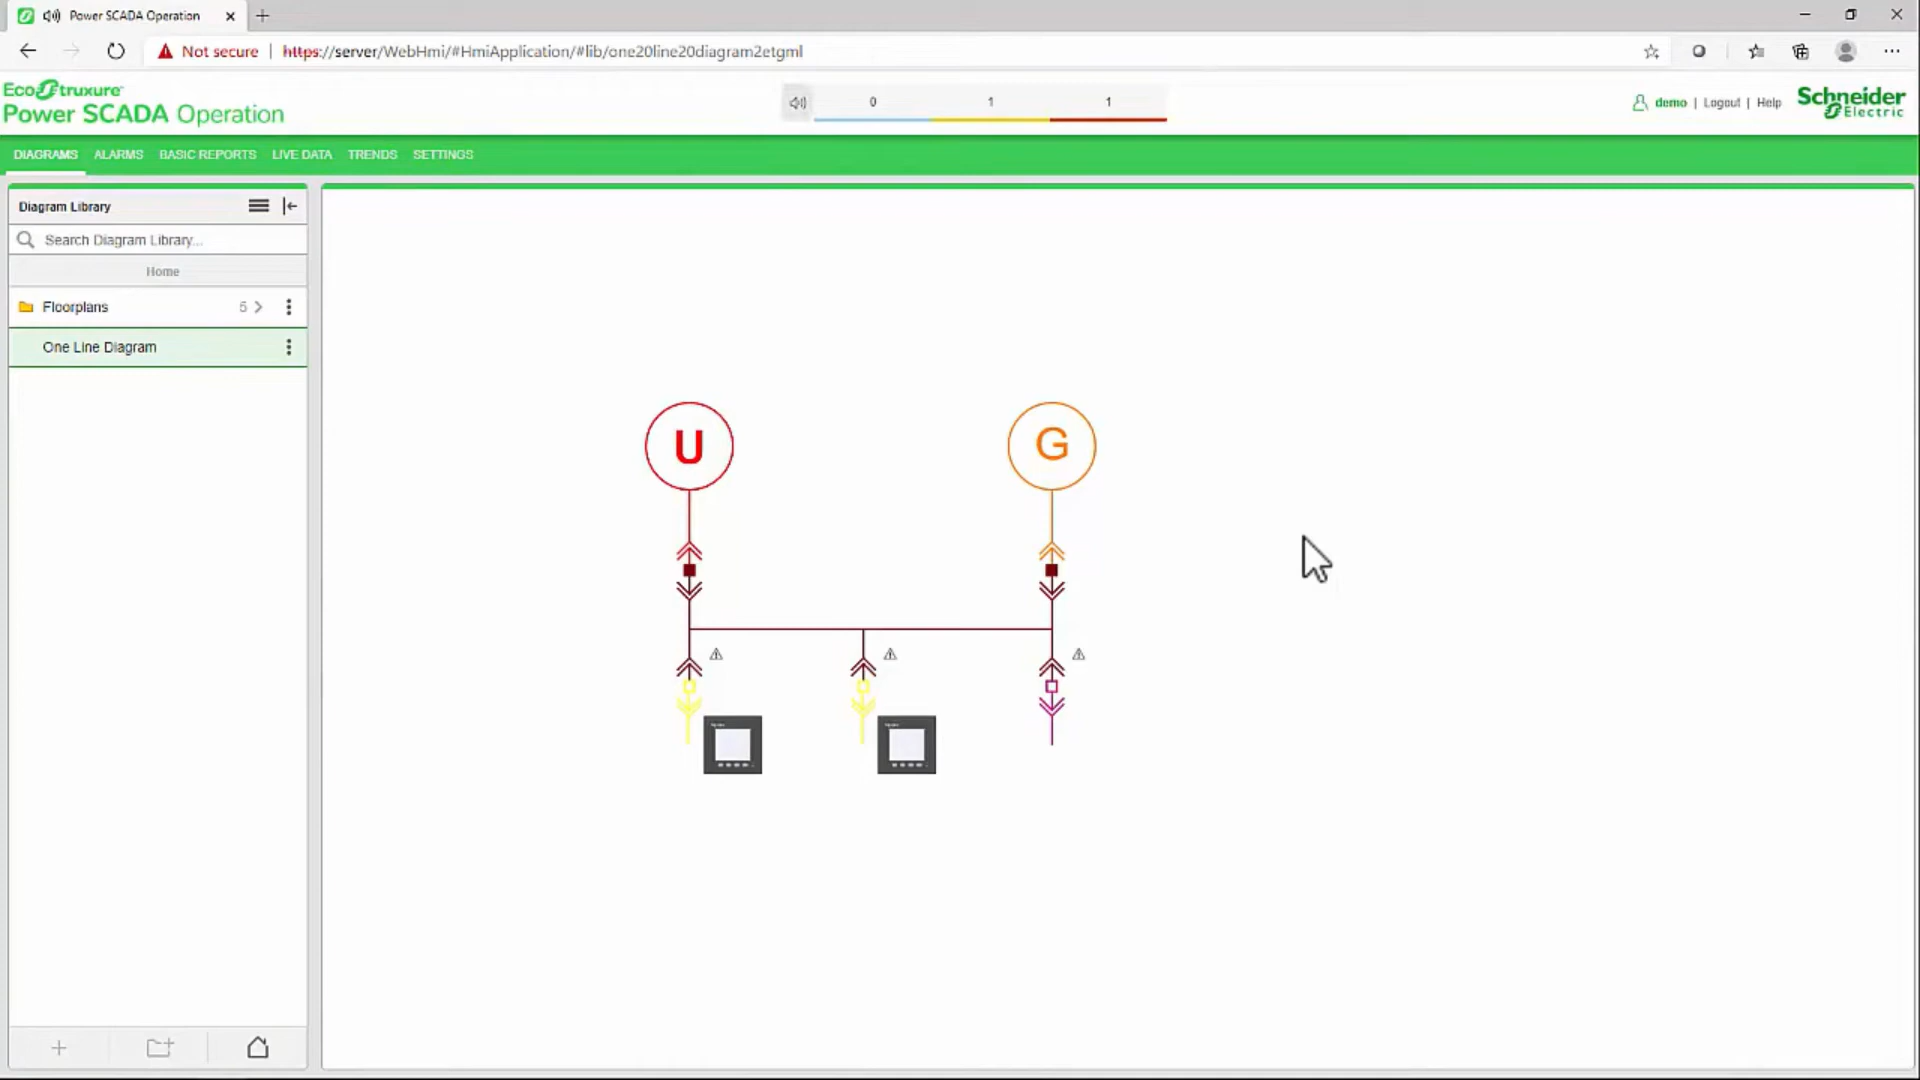 Power SCADA Operation
Not secure | https://server/WebHmi/#HmiApplication/#lib/one20line20diagram2etgml
EcoStruxure
Power SCADA Operation
0 1 1
demo | Logout | Help
Schneider
Electric
DIAGRAMS ALARMS BASIC REPORTS LIVE DATA TRENDS SETTINGS
Diagram Library
Search Diagram Library...
Home
Floorplans 5
One Line Diagram
U G